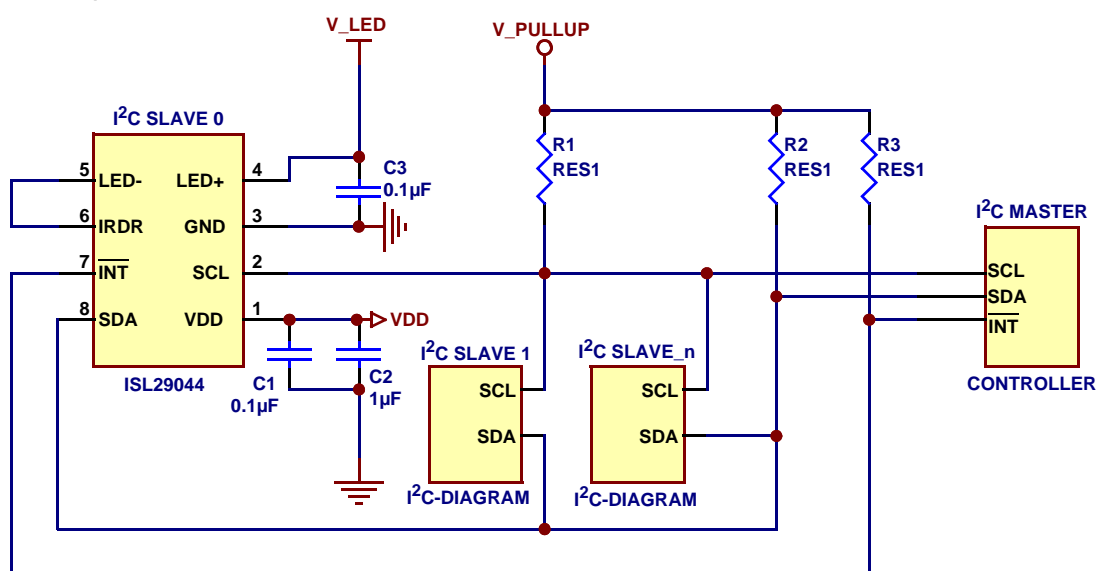 V_LED
V_PULLUP
I²C SLAVE 0
5
LED-
LED+
4
6
IRDR
GND
3
7
INT
SCL
2
8
SDA
VDD
1
ISL29044
C3
0.1µF
VDD
C1
0.1µF
C2
1µF
R1
RES1
R2
RES1
R3
RES1
I²C SLAVE 1
SCL
SDA
I²C-DIAGRAM
I²C SLAVE_n
SCL
SDA
I²C-DIAGRAM
I²C MASTER
SCL
SDA
INT
CONTROLLER